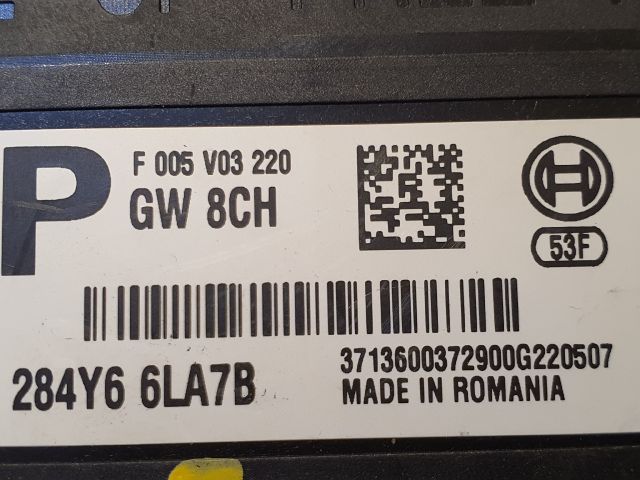 P
F 005 V03 220
GW 8CH
53F
284Y6 6LA7B
3713600372900G220507
MADE IN ROMANIA